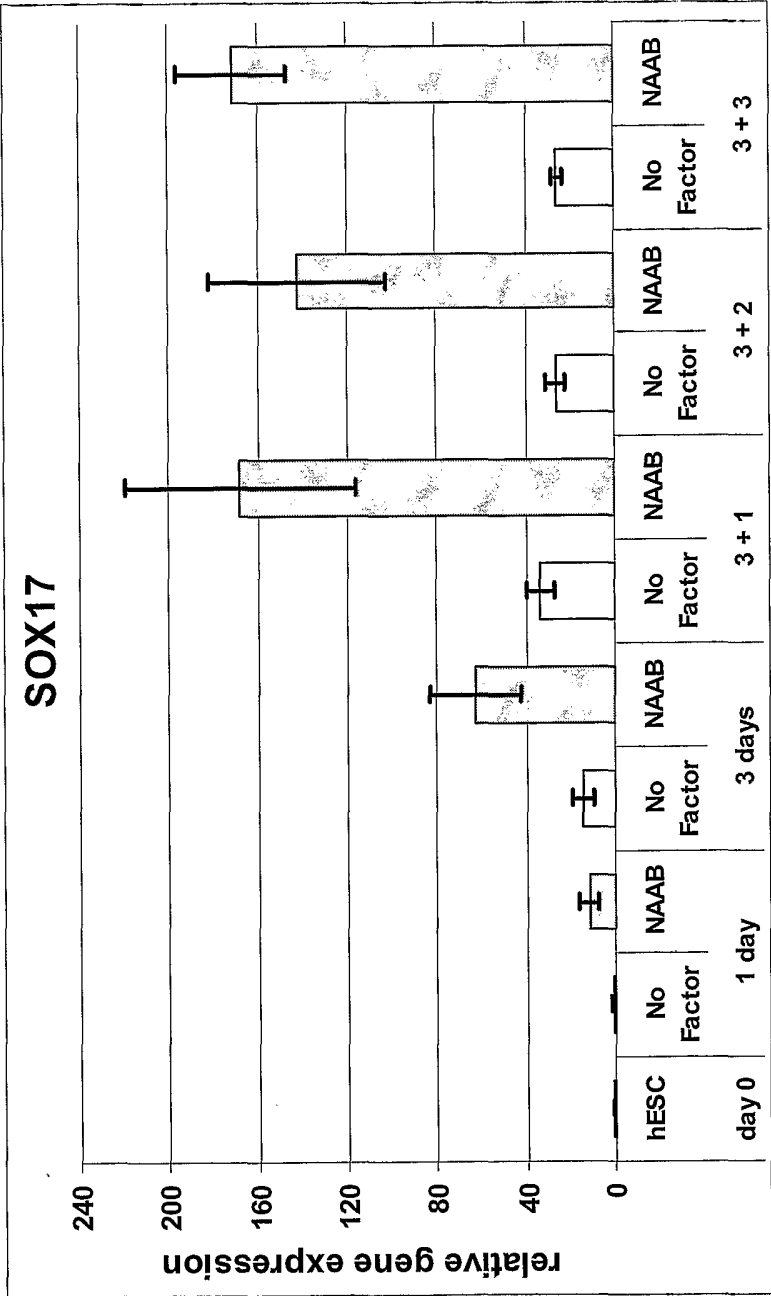 SOX17
relative gene expression
240
200
160
120
80
40
0
hESC
No Factor
NAAB
No Factor
NAAB
No Factor
NAAB
No Factor
NAAB
No Factor
NAAB
day 0
1 day
3 days
3 + 1
3 + 2
3 + 3